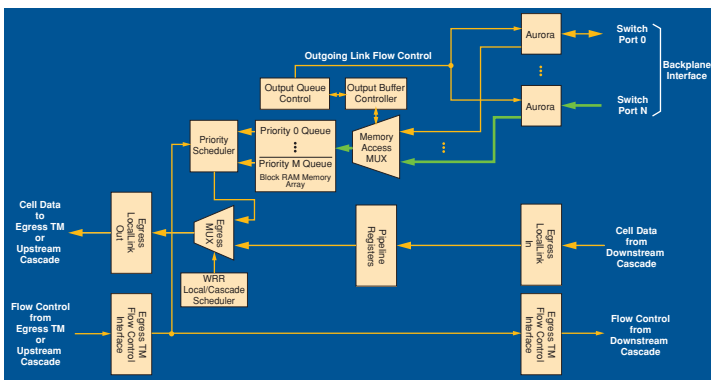 Outgoing Link Flow Control
Aurora
Switch
Port 0
Backplane
Interface
Output Queue
Control
Output Buffer
Controller
Aurora
Switch
Port N
Priority
Scheduler
Priority 0 Queue
Priority M Queue
Block RAM Memory
Array
Memory
Access
MUX
Cell Data
to
Egress TM
or
Upstream
Cascade
Egress
LocalLink
Out
Egress
MUX
Pipeline
Registers
Egress
LocalLink
In
Cell Data
from
Downstream
Cascade
WRR
Local/Cascade
Scheduler
Flow Control
from
Egress TM
or
Upstream
Cascade
Egress TM
Flow Control
Interface
Egress TM
Flow Control
Interface
Flow Control
from
Downstream
Cascade